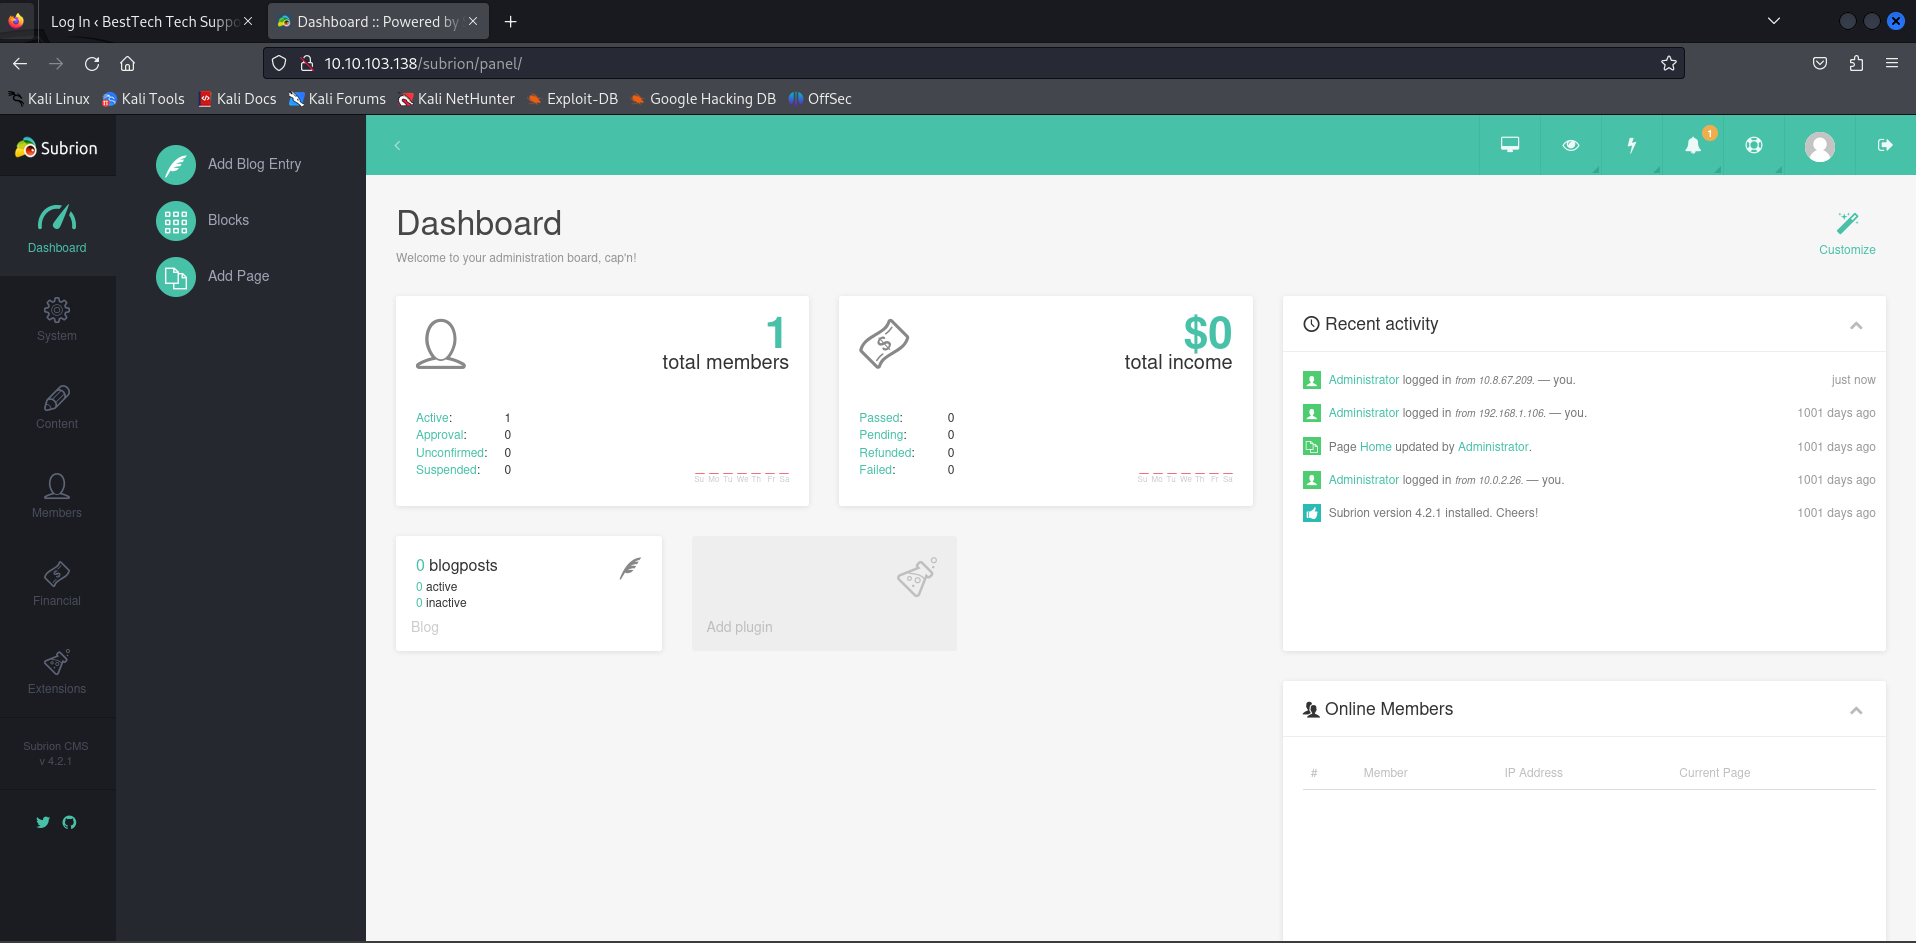 Log In ‹ BestTech Tech Suppo
Dashboard :: Powered by
10.10.103.138/subrion/panel/
Kali Linux Kali Tools Kali Docs Kali Forums Kali NetHunter Exploit-DB Google Hacking DB OffSec
Subrion
Dashboard
System
Content
Members
Financial
Extensions
Subrion CMS
v 4.2.1
Add Blog Entry
Blocks
Add Page
1
Dashboard
Welcome to your administration board, cap'n!
Customize
1
total members
Active: 1
Approval: 0
Unconfirmed: 0
Suspended: 0
Su Mo Tu We Th Fr Sa
$0
total income
Passed: 0
Pending: 0
Refunded: 0
Failed: 0
Su Mo Tu We Th Fr Sa
0 blogposts
0 active
0 inactive
Blog
Add plugin
Recent activity
Administrator logged in from 10.8.67.209. — you. just now
Administrator logged in from 192.168.1.106. — you. 1001 days ago
Page Home updated by Administrator. 1001 days ago
Administrator logged in from 10.0.2.26. — you. 1001 days ago
Subrion version 4.2.1 installed. Cheers! 1001 days ago
Online Members
# Member IP Address Current Page